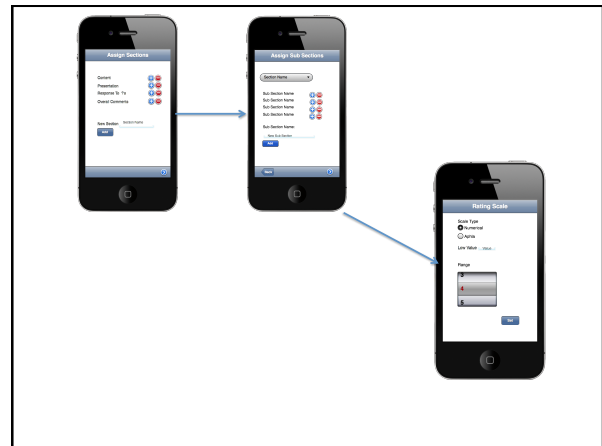 Assign Sections
Content
Presentation
Response To ?'s
Overall Comments
New Section Section Name
Add
Assign Sub Sections
Section Name
Sub Section Name
Sub Section Name
Sub Section Name
Sub Section Name
Sub Section Name
New Sub Section
Add
Back
Rating Scale
Scale Type
Numerical
Alpha
Low Value Value
Range
3
4
5
Set